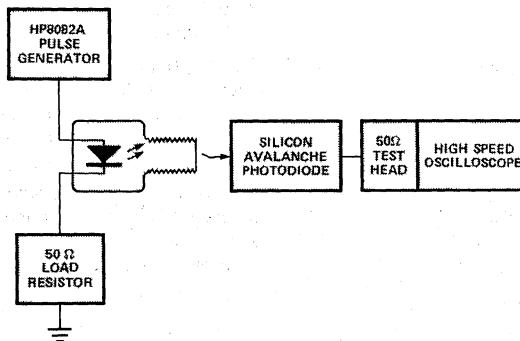 HP8082A
PULSE
GENERATOR
SILICON
AVALANCHE
PHOTODIODE
50Ω
TEST
HEAD
HIGH SPEED
OSCILLOSCOPE
50 Ω
LOAD
RESISTOR